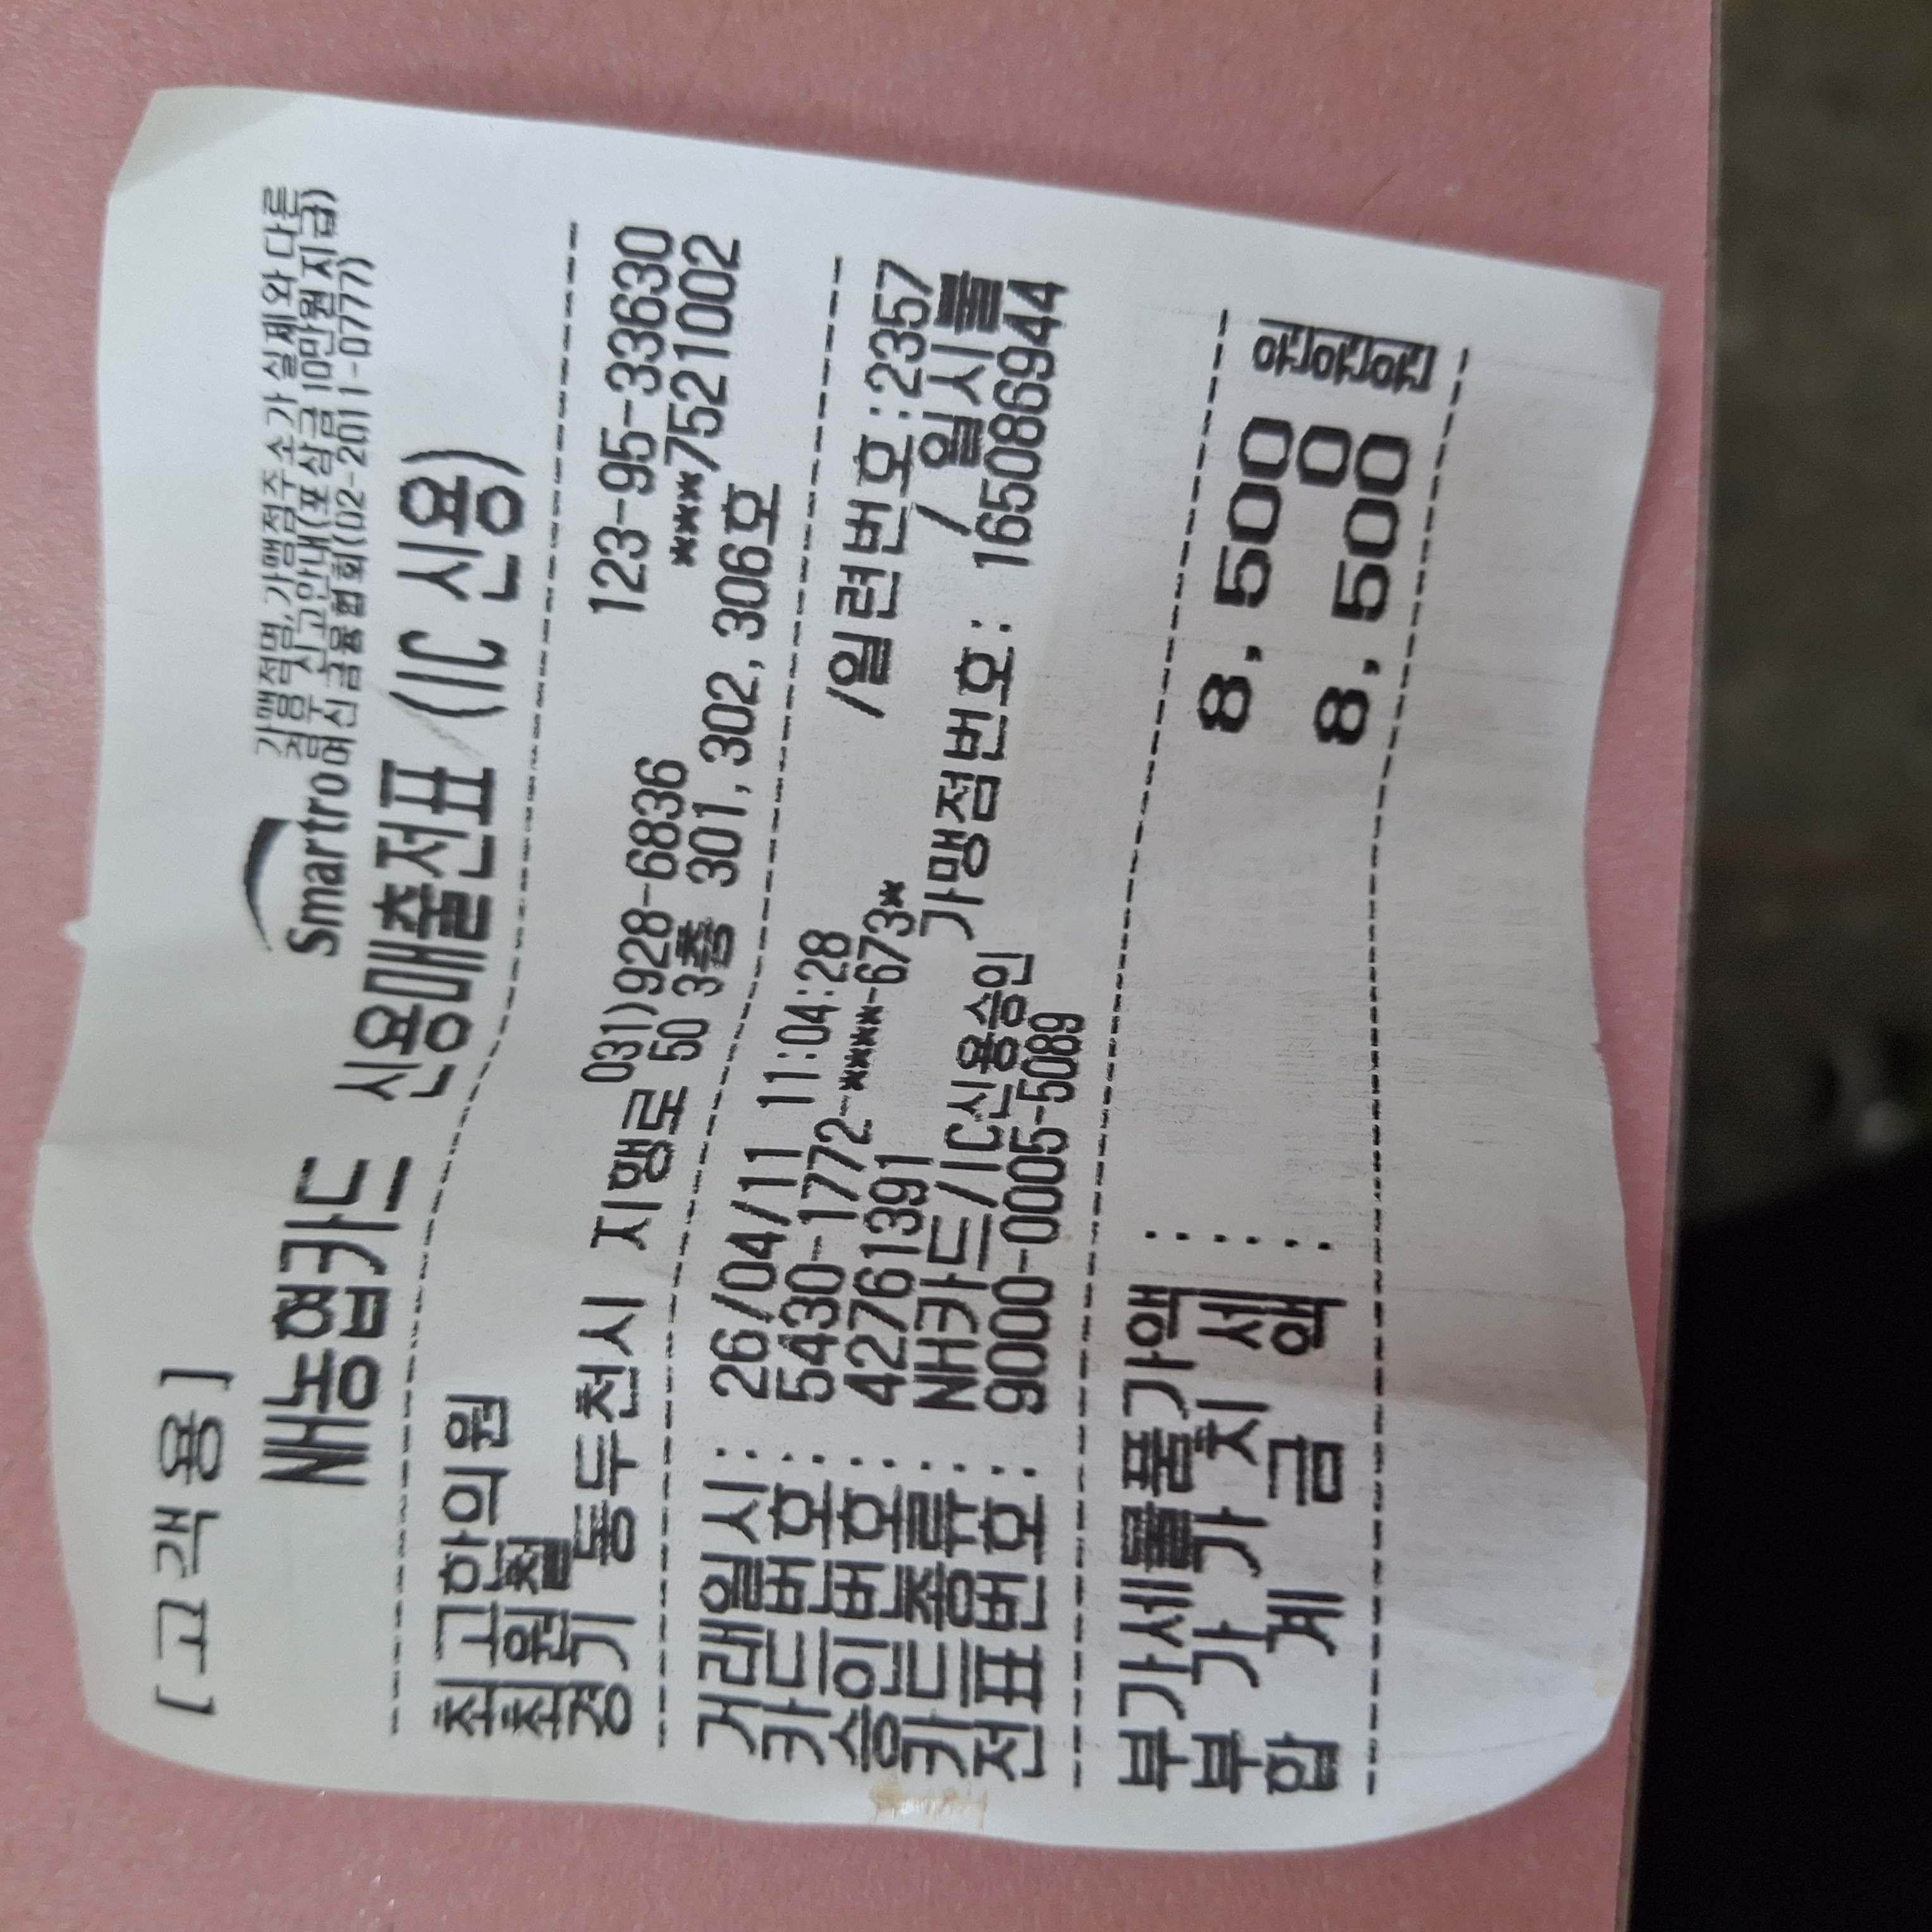 [ 고 객 용 ]
Smartro
가맹점명,가맹점주소가 실제와 다른
경우 신고안내(포상금 10만원 지급)
여신금융협회(02-2011-0777)
NH농협카드 신용매출전표 (IC 신용)
최고한의원 123-95-33630
최원철 031)928-6836 ****7521002
경기 동두천시 지행로 50 3층 301, 302, 306호
거래일시: 26/04/11 11:04:28 /일련번호:2357
카드번호: 5430-1772-****-673* / 일시불
승인번호: 42761391 가맹점번호: 165086944
카드종류: NH카드/IC신용승인
전표번호: 9000-0005-5089
부가세물품가액 : 8,500 원
부 가 가 치 세 : 0 원
합 계 금 액 : 8,500 원